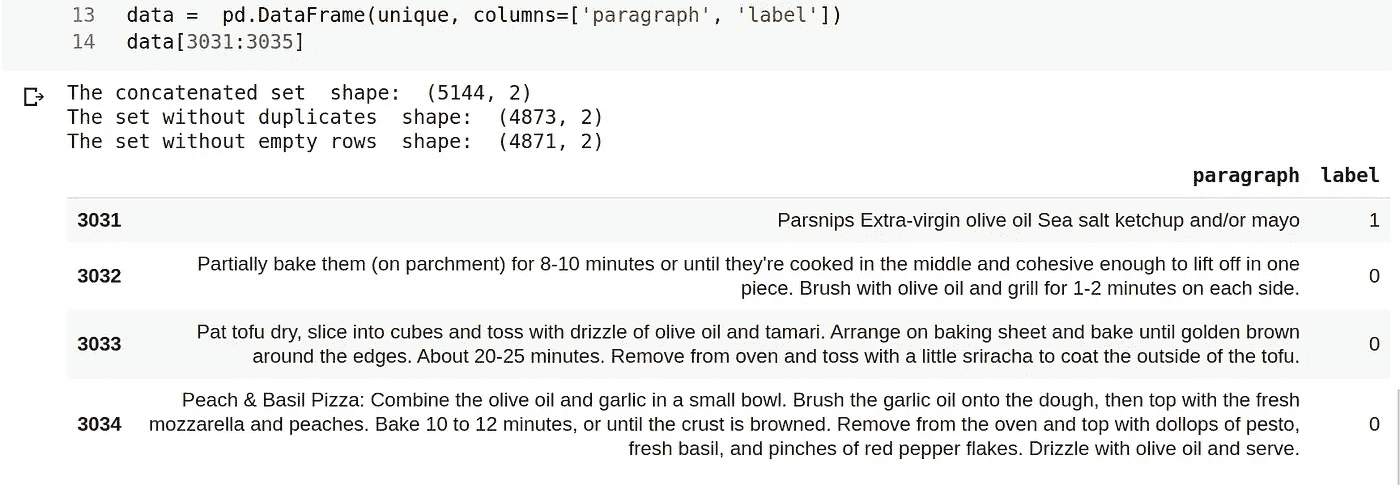 13 data =  pd.DataFrame(unique, columns=['paragraph', 'label'])
14 data[3031:3035]
The concatenated set  shape:  (5144, 2)
The set without duplicates  shape:  (4873, 2)
The set without empty rows  shape:  (4871, 2)
paragraph label
3031 Parsnips Extra-virgin olive oil Sea salt ketchup and/or mayo 1
Partially bake them (on parchment) for 8-10 minutes or until they're cooked in the middle and cohesive enough to lift off in one
3032 piece. Brush with olive oil and grill for 1-2 minutes on each side. 0
Pat tofu dry, slice into cubes and toss with drizzle of olive oil and tamari. Arrange on baking sheet and bake until golden brown
3033 around the edges. About 20-25 minutes. Remove from oven and toss with a little sriracha to coat the outside of the tofu. 0
Peach & Basil Pizza: Combine the olive oil and garlic in a small bowl. Brush the garlic oil onto the dough, then top with the fresh
3034 mozzarella and peaches. Bake 10 to 12 minutes, or until the crust is browned. Remove from the oven and top with dollops of pesto, 0
fresh basil, and pinches of red pepper flakes. Drizzle with olive oil and serve.